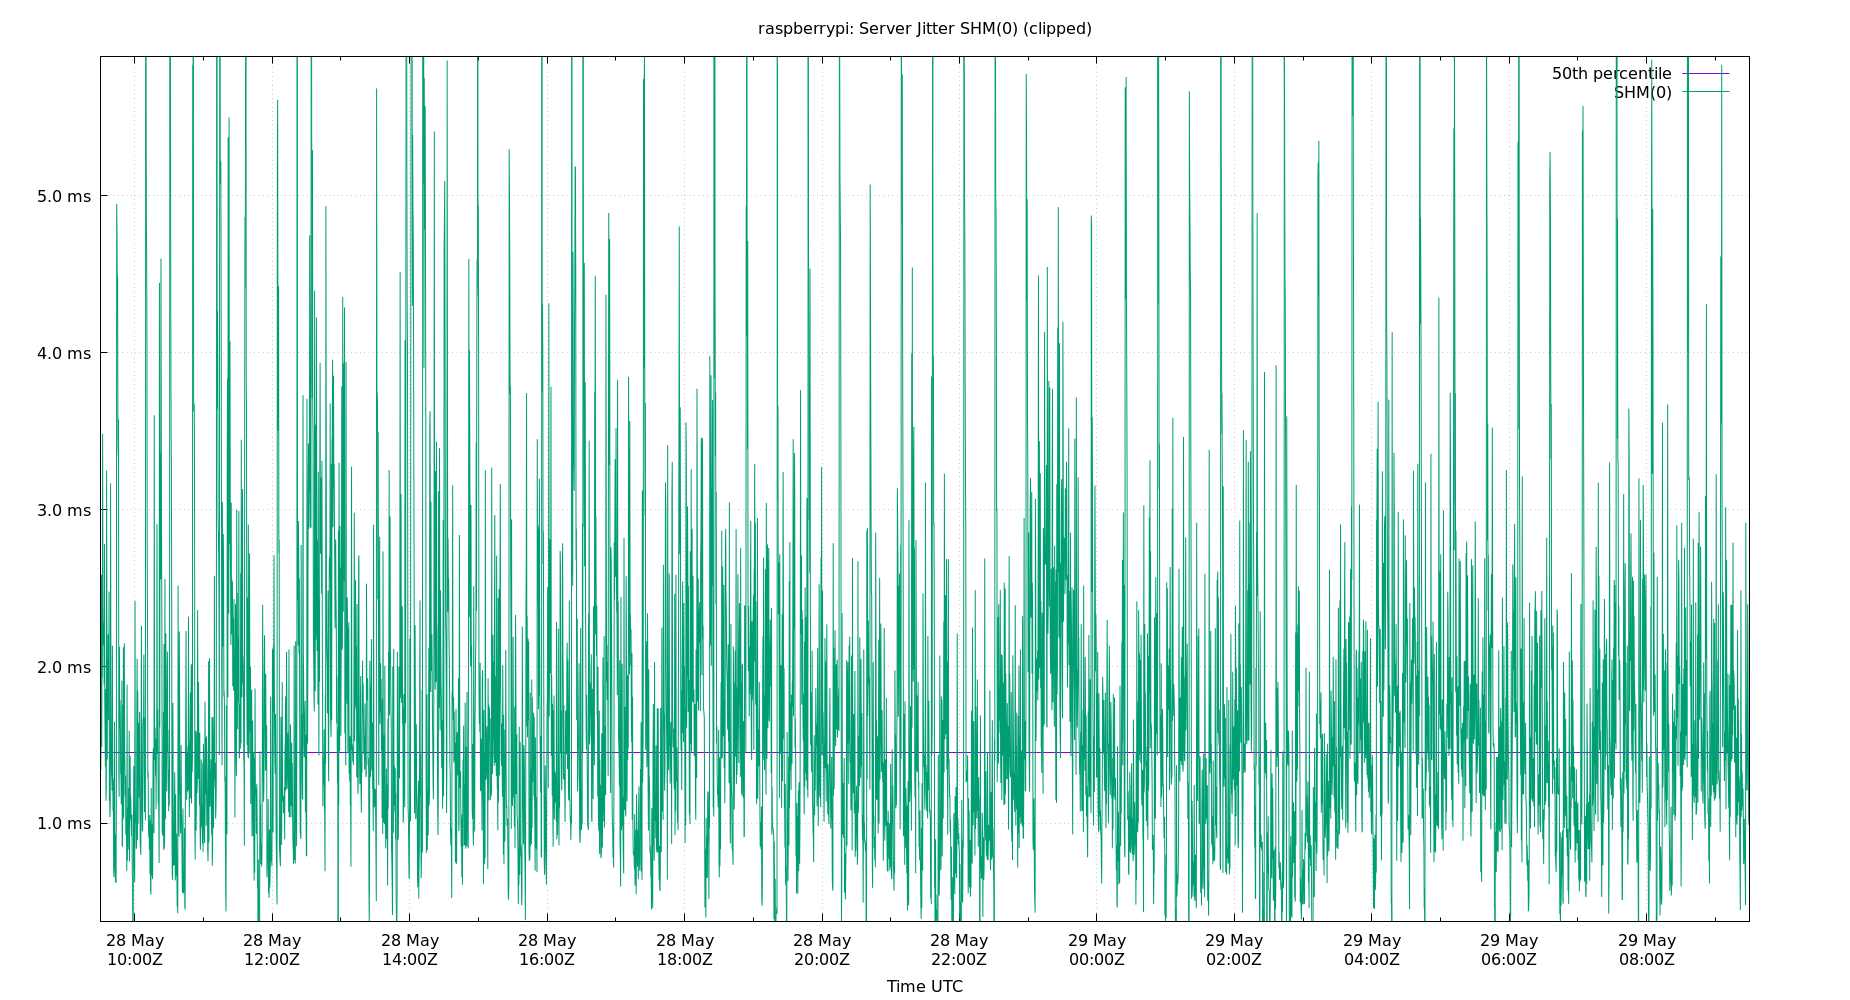 raspberrypi: Server Jitter SHM(0) (clipped)
50th percentile
SHM(0)
5.0 ms
4.0 ms
3.0 ms
2.0 ms
1.0 ms
28 May 28 May 28 May 28 May 28 May 28 May 28 May 29 May 29 May 29 May 29 May 29 May
10:00Z 12:00Z 14:00Z 16:00Z 18:00Z 20:00Z 22:00Z 00:00Z 02:00Z 04:00Z 06:00Z 08:00Z
Time UTC